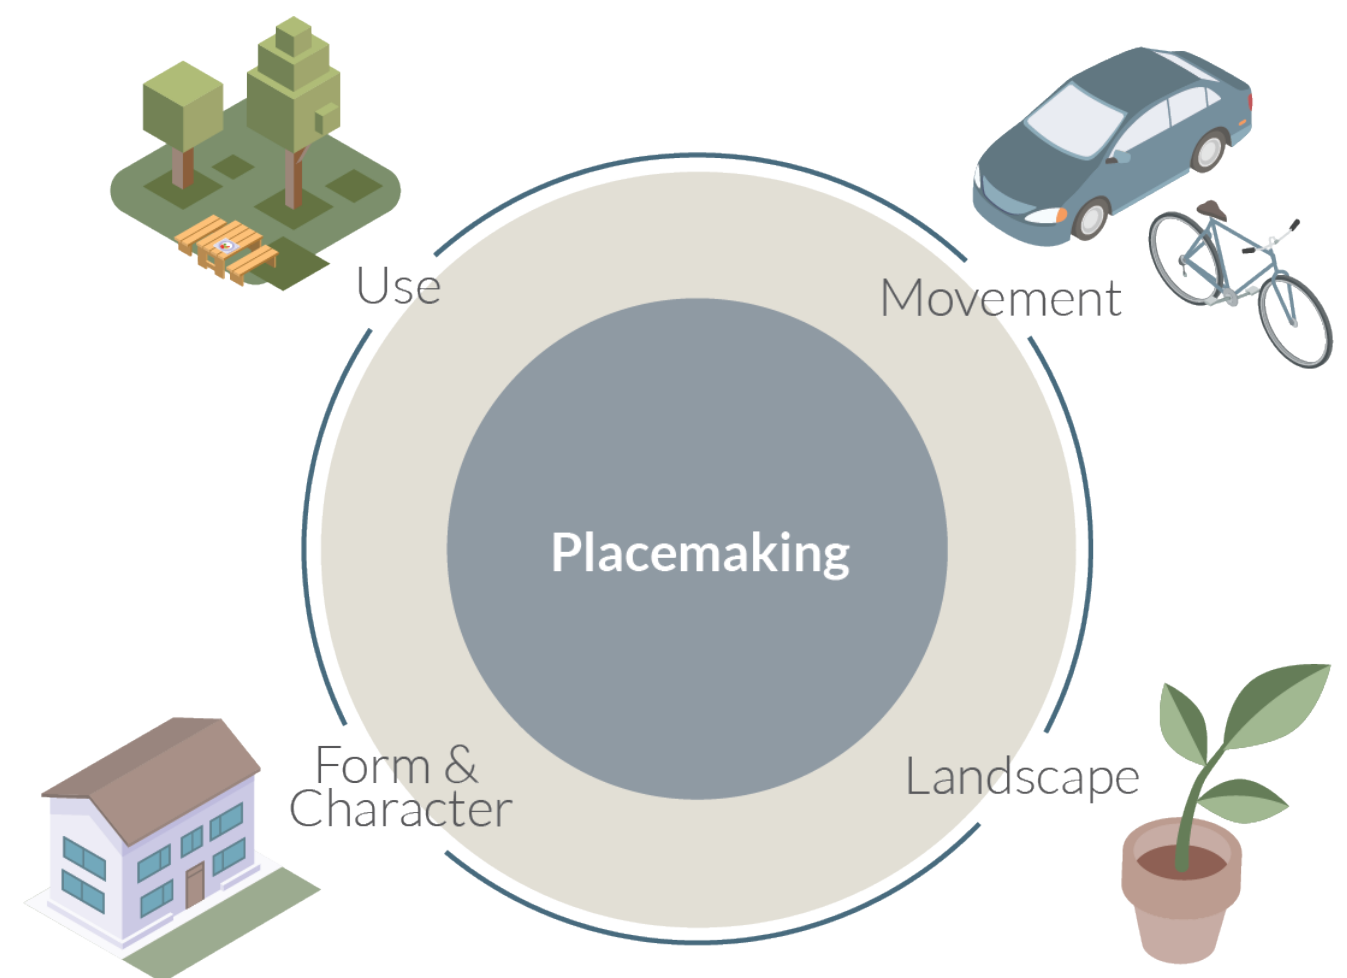 Use
Movement
Placemaking
Form &
Character
Landscape